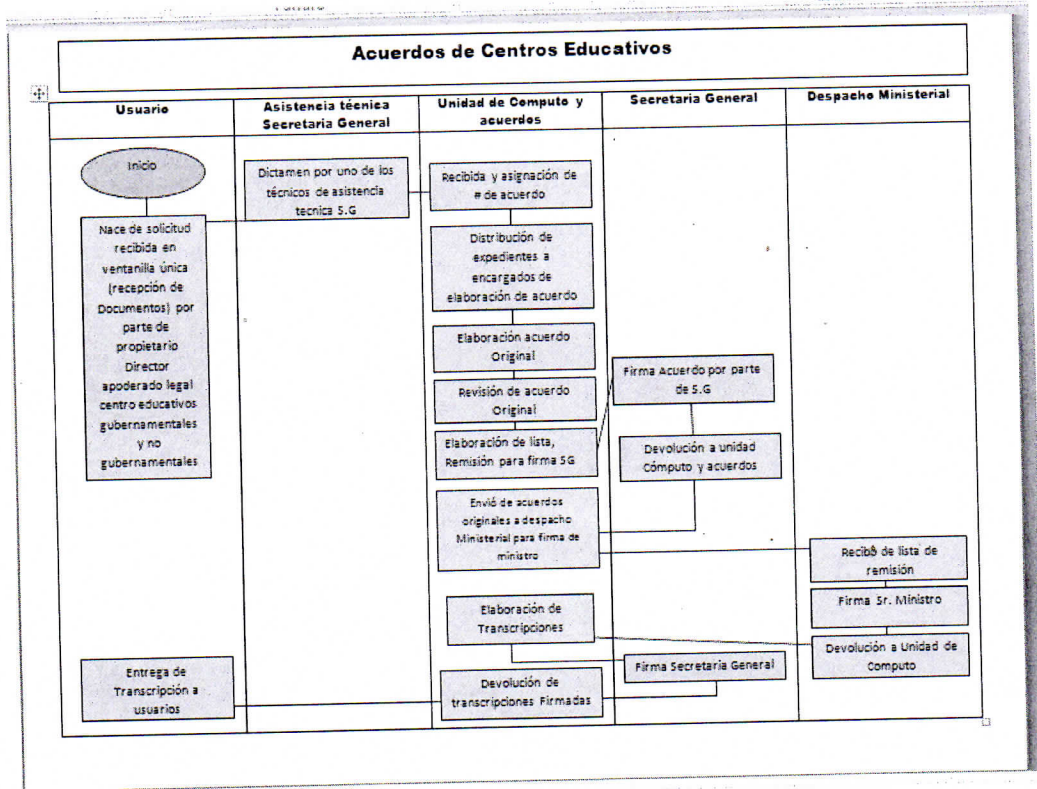 Acuerdos de Centros Educativos
Usuario
Asistencia técnica
Secretaria General
Unidad de Computo y
acuerdos
Secretaria General
Despacho Ministerial
Inicio
Nace de solicitud
recibida en
ventanilla única
(recepción de
Documentos) por
parte de
propietario
Director
apoderado legal
centro educativos
gubernamentales
y no
gubernamentales
Dictamen por uno de los
técnicos de asistencia
tecnica S.G
Recibida y asignación de
# de acuerdo
Distribución de
expedientes a
encargados de
elaboración de acuerdo
Elaboración acuerdo
Original
Revisión de acuerdo
Original
Elaboración de lista,
Remisión para firma SG
Firma Acuerdo por parte
de S.G
Devolución a unidad
Cómputo y acuerdos
Envió de acuerdos
originales a despacho
Ministerial para firma de
ministro
de lista de
remisión
Firma Sr. Ministro
Devolución a Unidad de
Computo
Elaboración de
Transcripciones
Firma Secretaria General
Devolución de
transcripciones Firmadas
Entrega de
Transcripción a
usuarios